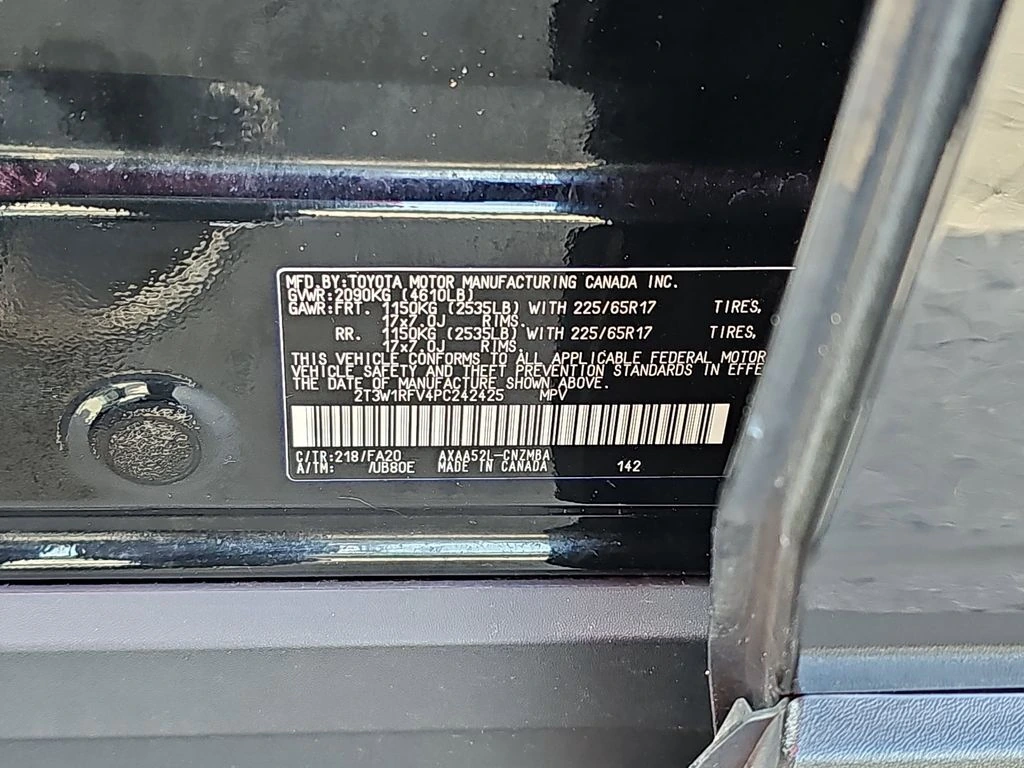 MFD.BY:TOYOTA MOTOR MANUFACTURING CANADA INC.
GVWR:2090KG (4610LB)
GAWR:FRT. 1150KG (2535LB) WITH 225/65R17 TIRES,
17x7.0J RIMS.
RR. 1150KG (2535LB) WITH 225/65R17 TIRES,
17x7.0J RIMS
THIS VEHICLE CONFORMS TO ALL APPLICABLE FEDERAL MOTOR
VEHICLE SAFETY AND THEFT PREVENTION STANDARDS IN EFFE
THE DATE OF MANUFACTURE SHOWN ABOVE.
2T3W1RFV4PC242425 MPV
C/TR:218/FA20 AXAA52L-CNZMBA
A/TM: /UB80E MADE IN CANADA 142